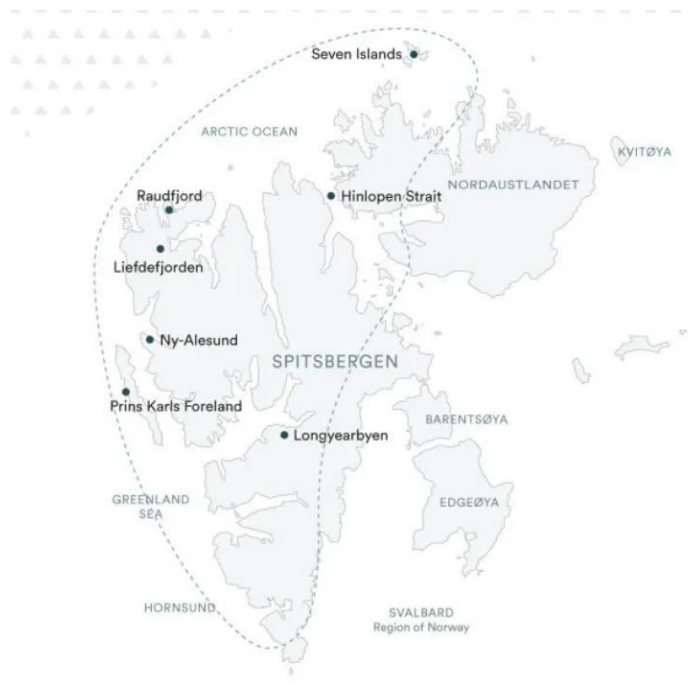 Seven Islands
ARCTIC OCEAN
KVITØYA
NORDAUSTLANDET
Raudfjord
Hinlopen Strait
Liefdefjorden
Ny-Alesund
SPITSBERGEN
Prins Karls Foreland
BARENTSØYA
Longyearbyen
GREENLAND
SEA
EDGEØYA
HORNSUND
SVALBARD
Region of Norway